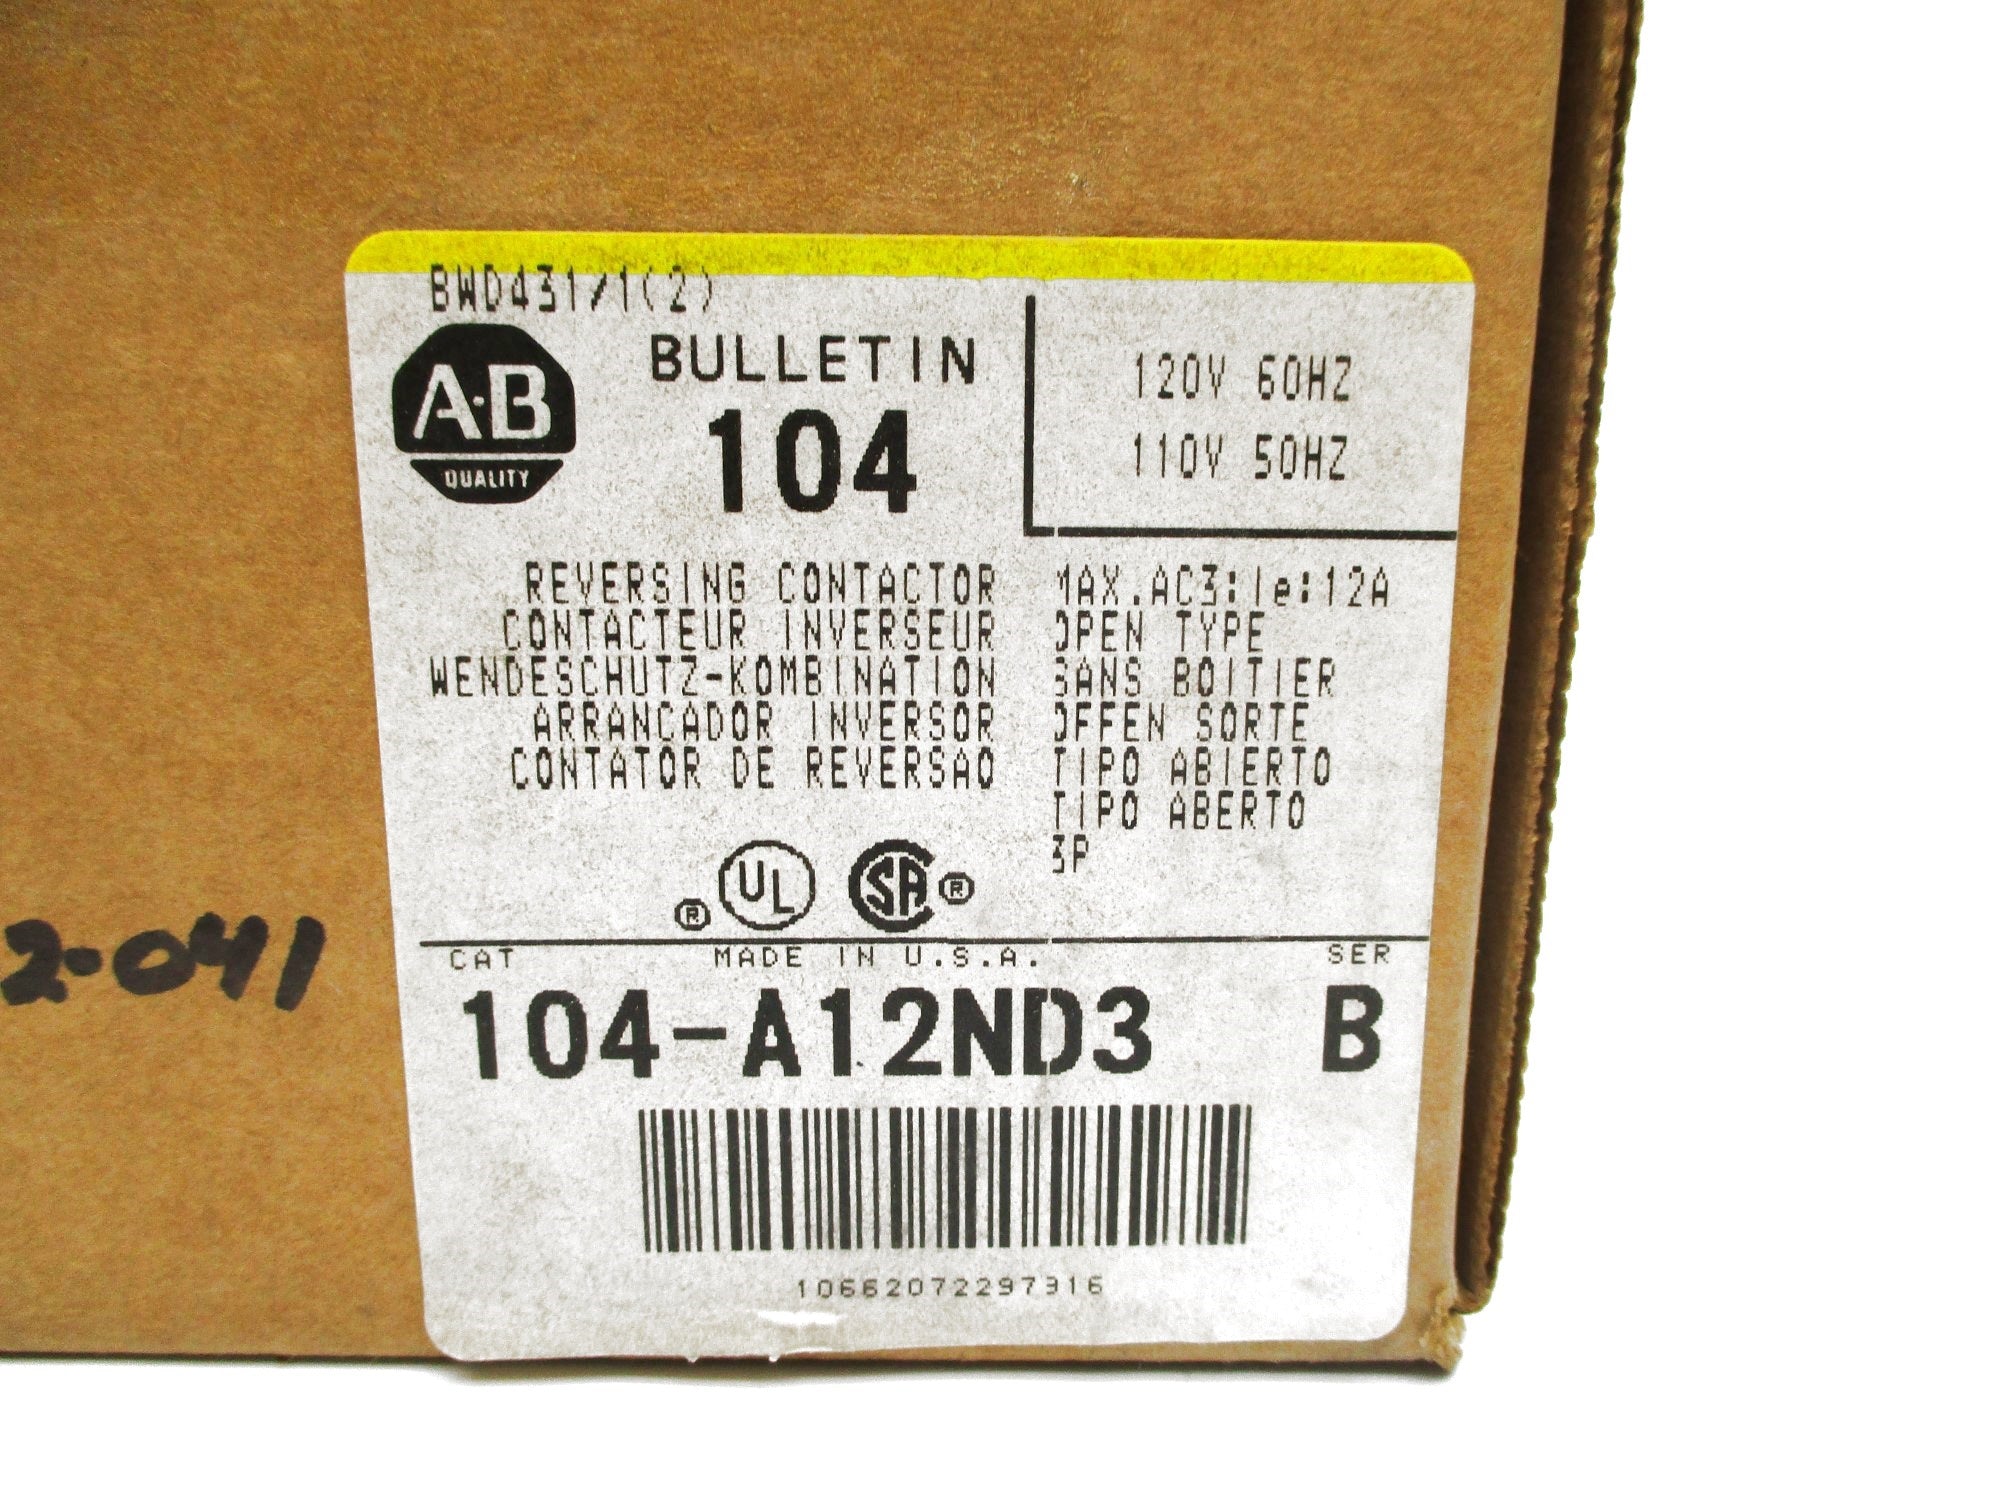 BWD431/1(2)
A·B
QUALITY
BULLETIN
104
120V 60HZ
110V 50HZ
REVERSING CONTACTOR
CONTACTEUR INVERSEUR
WENDESCHUTZ-KOMBINATION
ARRANCADOR INVERSOR
CONTATOR DE REVERSAO
MAX.AC3:Ie:12A
OPEN TYPE
SANS BOITIER
OFFEN SORTE
TIPO ABIERTO
TIPO ABERTO
3P
® UL CSA ®
2-041
CAT MADE IN U.S.A. SER
104-A12ND3 B
10662072297316